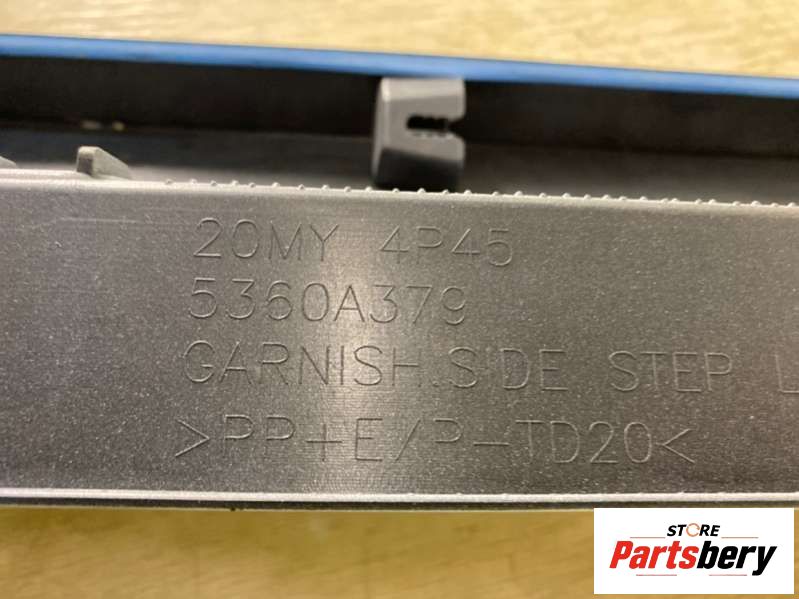 20MY 4P45
5360A379
GARNISH.SIDE STEP L
>PP+E/P-TD20<
STORE
Partsbery